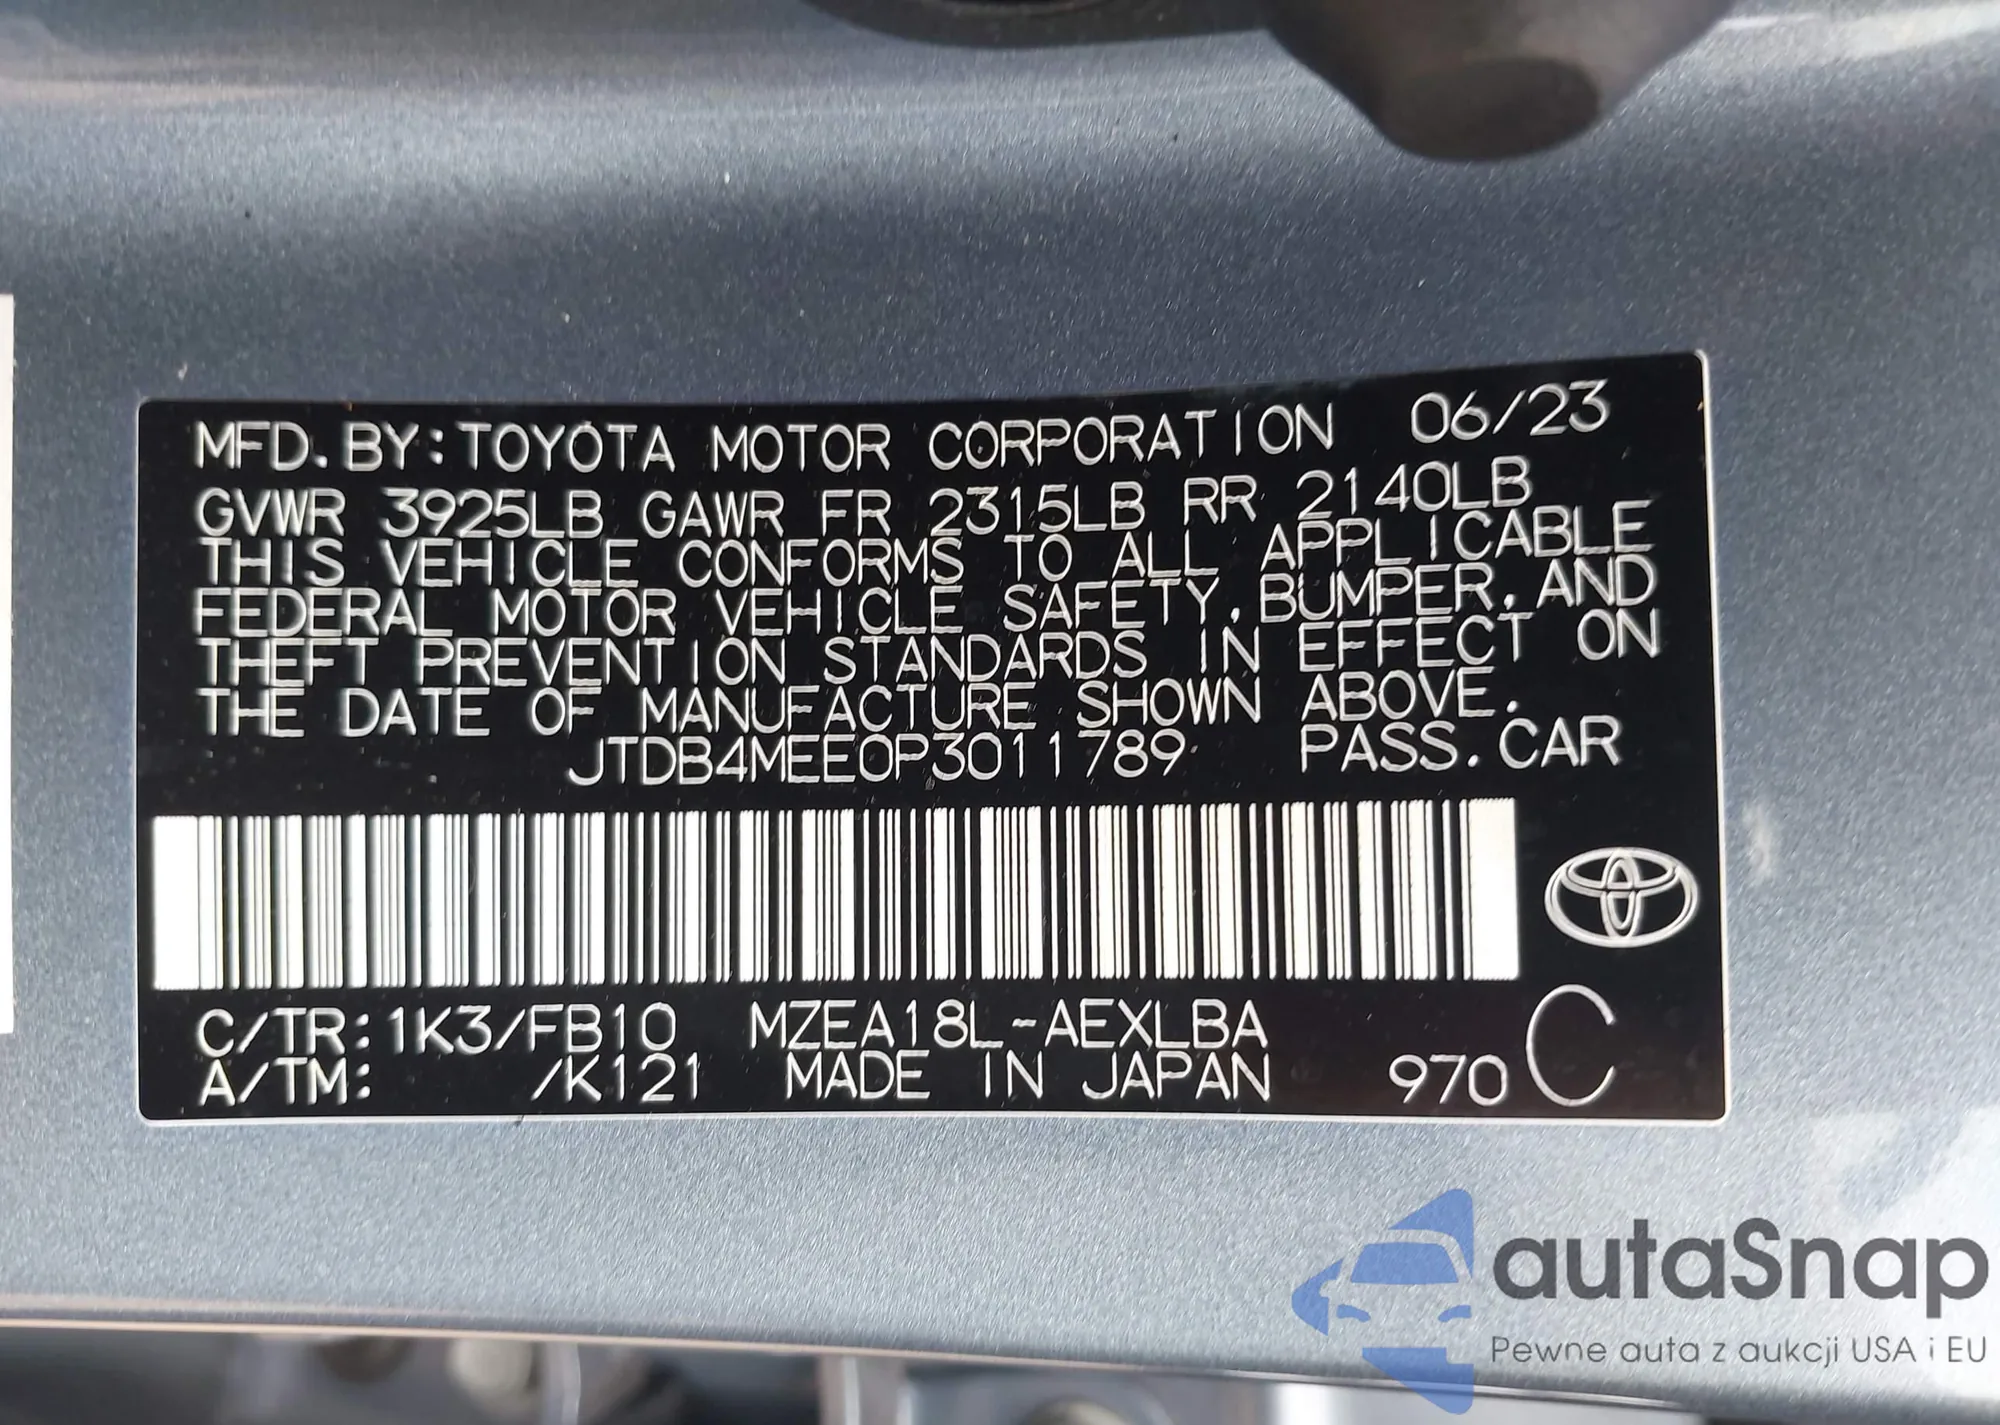 MFD. BY: TOYOTA MOTOR CORPORATION 06/23
GVWR 3925LB GAWR FR 2315LB RR 2140LB
THIS VEHICLE CONFORMS TO ALL APPLICABLE
FEDERAL MOTOR VEHICLE SAFETY, BUMPER, AND
THEFT PREVENTION STANDARDS IN EFFECT ON
THE DATE OF MANUFACTURE SHOWN ABOVE.
JTDB4MEE0P3011789 PASS. CAR
C/TR: 1K3/FB10 MZEA18L-AEXLBA
A/TM: /K121 MADE IN JAPAN 970 C
autaSnap
Pewne auta z aukcji USA i EU